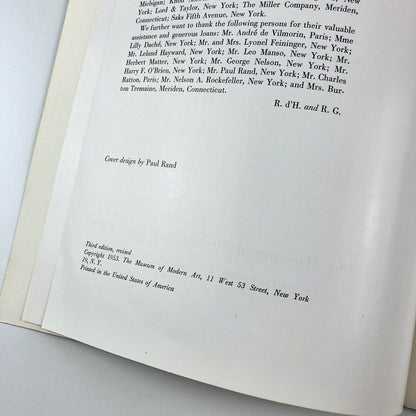 Michigan; Knoll
York; Lord & Taylor, New York; The Miller Company, Meriden,
Connecticut; Saks Fifth Avenue, New York.
We further want to thank the following persons for their valuable
assistance and generous loans: Mr. André de Vilmorin, Paris; Mme
Lilly Daché, New York; Mr. and Mrs. Lyonel Feininger, New York;
Mr. Leland Hayward, New York; Mr. Leo Manso, New York; Mr.
Herbert Matter, New York; Mr. George Nelson, New York; Mr.
Harry F. O'Brien, New York; Mr. Paul Rand, New York; Mr. Charles
Ratton, Paris; Mr. Nelson A. Rockefeller, New York; and Mrs. Bur-
ton Tremaine, Meriden, Connecticut.
R. d'H. and R. G.
Cover design by Paul Rand
Third edition, revised
Copyright 1953. The Museum of Modern Art, 11 West 53 Street, New York
19, N. Y.
Printed in the United States of America